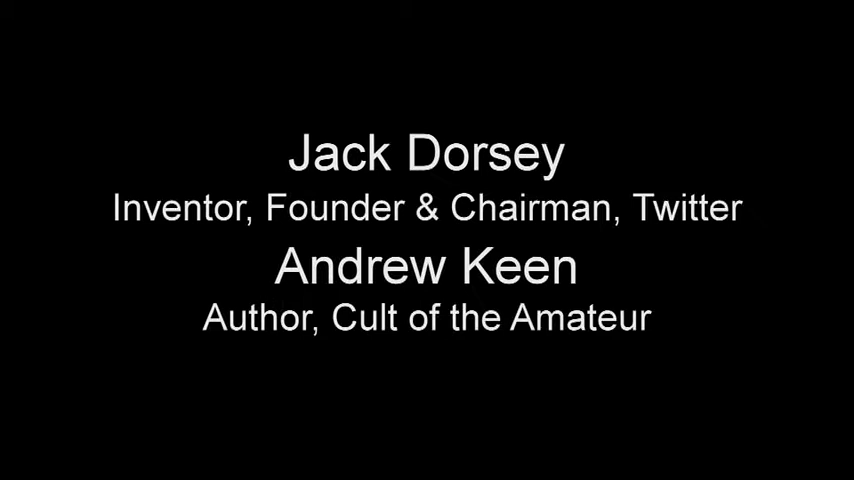 Jack Dorsey
Inventor, Founder & Chairman, Twitter
Andrew Keen
Author, Cult of the Amateur